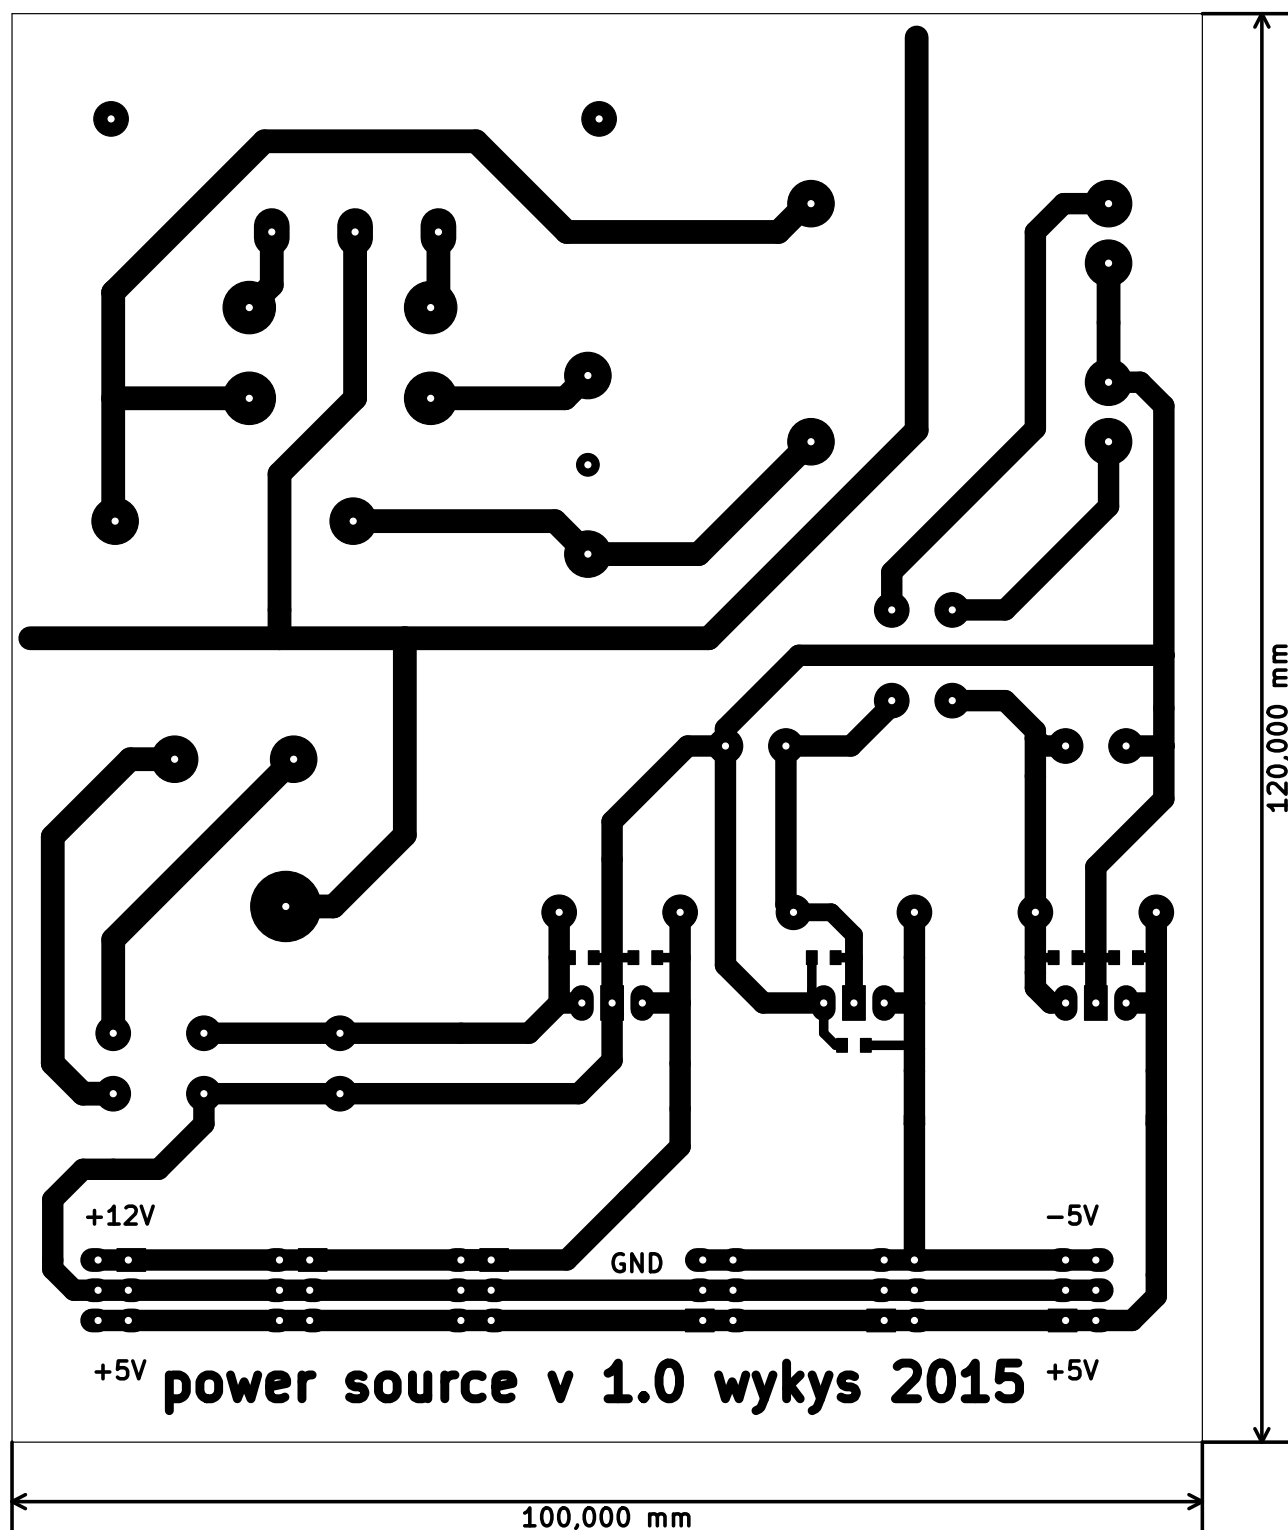 120,000 mm
+12V
-5V
GND
+5V
power source v 1.0 wykys 2015
+5V
100,000 mm